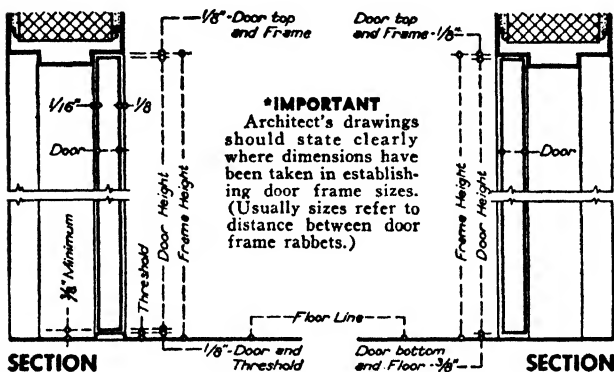 1/8"-Door top
and Frame
Door top
and Frame-1/8"
1/16"
1/8
Door
*IMPORTANT
Architect's drawings
should state clearly
where dimensions have
been taken in establish-
ing door frame sizes.
(Usually sizes refer to
distance between door
frame rabbets.)
Door
3/8" Minimum
Threshold
Door Height
Frame Height
Frame Height
Door Height
Floor Line
1/8"-Door and
Threshold
Door bottom
and Floor-3/8"
SECTION
SECTION